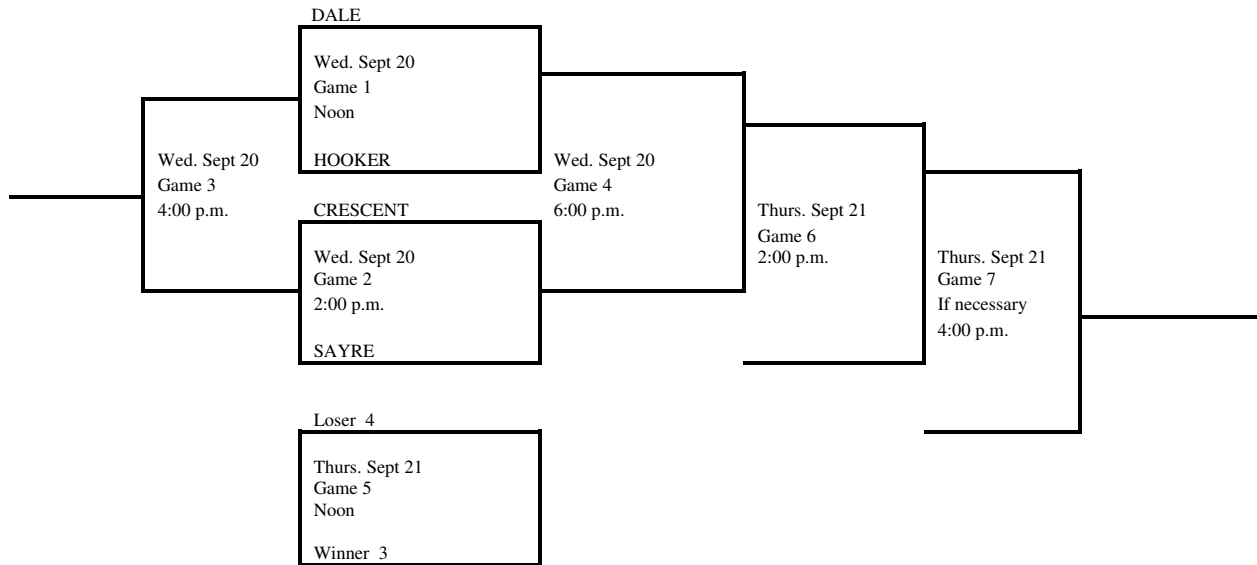 DALE
Wed. Sept 20
Game 1
Noon
HOOKER
Wed. Sept 20
Game 3
4:00 p.m.
Wed. Sept 20
Game 4
6:00 p.m.
CRESCENT
Wed. Sept 20
Game 2
2:00 p.m.
SAYRE
Thurs. Sept 21
Game 6
2:00 p.m.
Thurs. Sept 21
Game 7
If necessary
4:00 p.m.
Loser 4
Thurs. Sept 21
Game 5
Noon
Winner 3